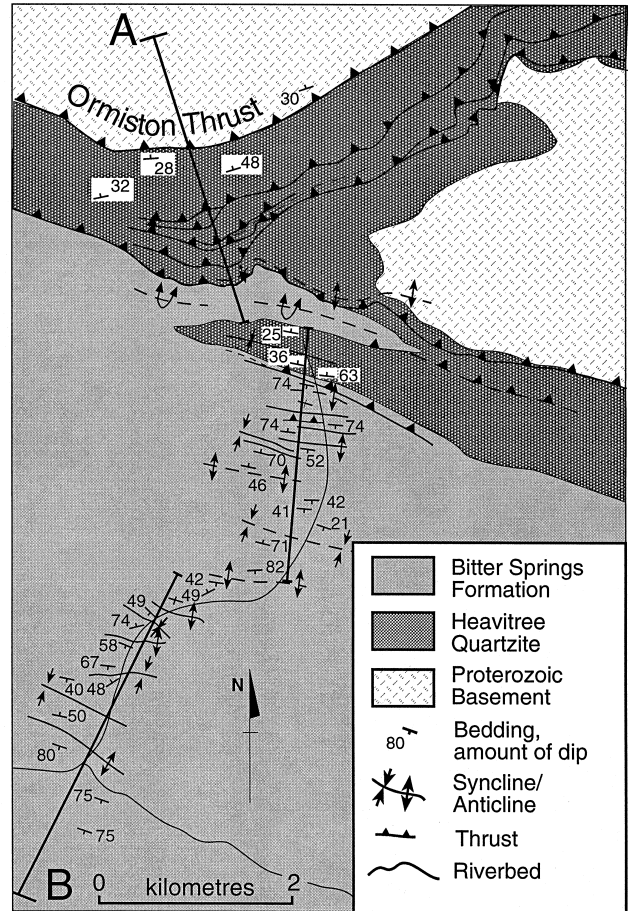 A
Ormiston Thrust
30
28
48
32
25
36
63
74
74
74
70
52
46
42
41
21
71
82
42
49
49
74
58
67
40
48
50
80
75
75
N
B
0 kilometres 2
Bitter Springs
Formation
Heavitree
Quartzite
Proterozoic
Basement
80
Bedding,
amount of dip
Syncline/
Anticline
Thrust
Riverbed